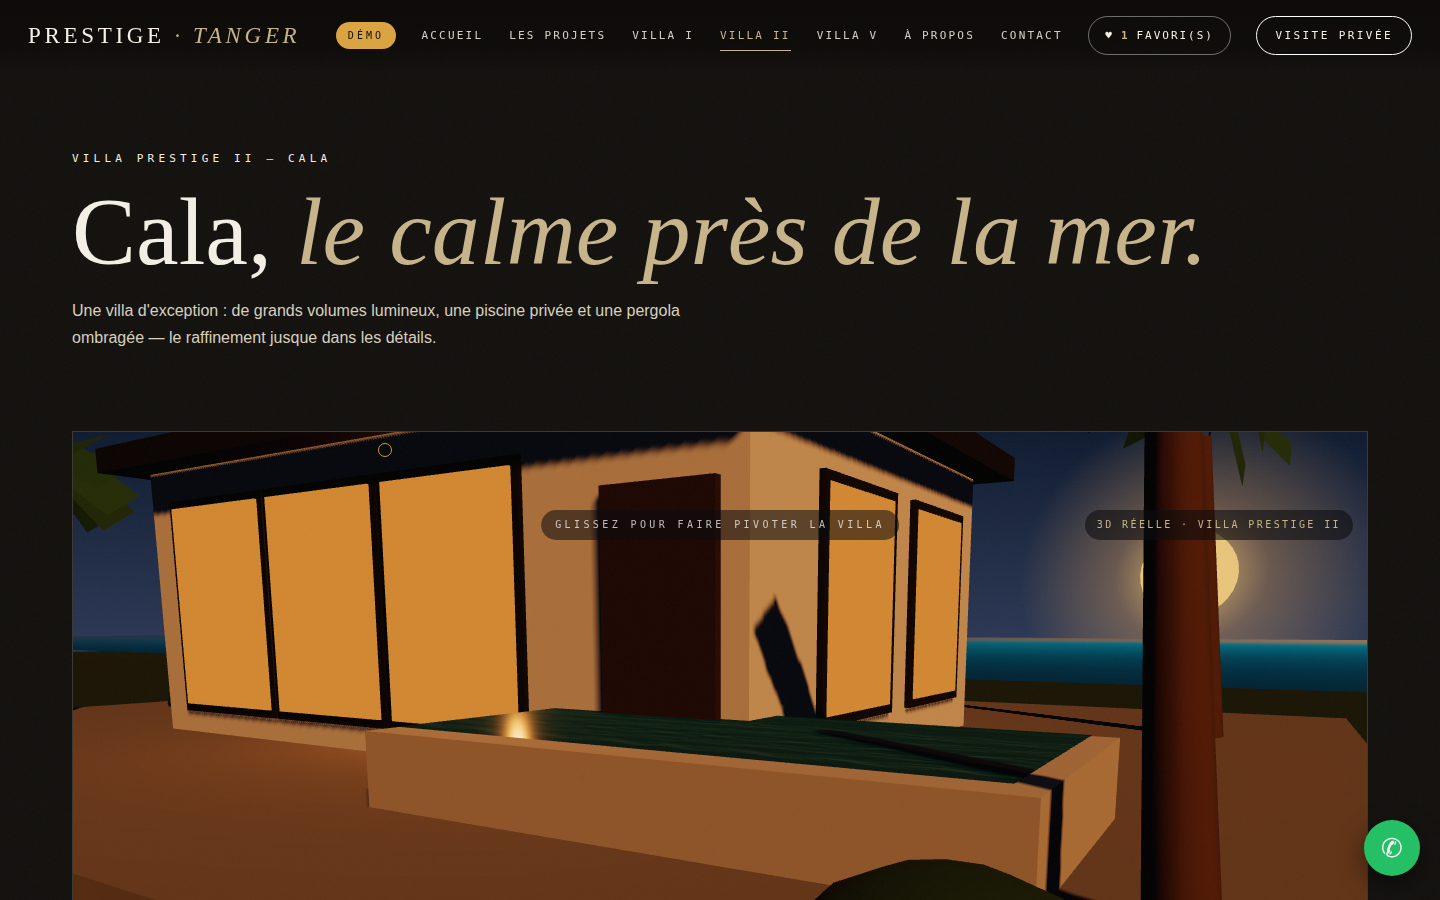 PRESTIGE · TANGER
DÉMO
ACCUEIL
LES PROJETS
VILLA I
VILLA II
VILLA V
À PROPOS
CONTACT
♥ 1 FAVORI(S)
VISITE PRIVÉE
VILLA PRESTIGE II — CALA
Cala, le calme près de la mer.
Une villa d'exception : de grands volumes lumineux, une piscine privée et une pergola
ombragée — le raffinement jusque dans les détails.
GLISSEZ POUR FAIRE PIVOTER LA VILLA
3D RÉELLE · VILLA PRESTIGE II